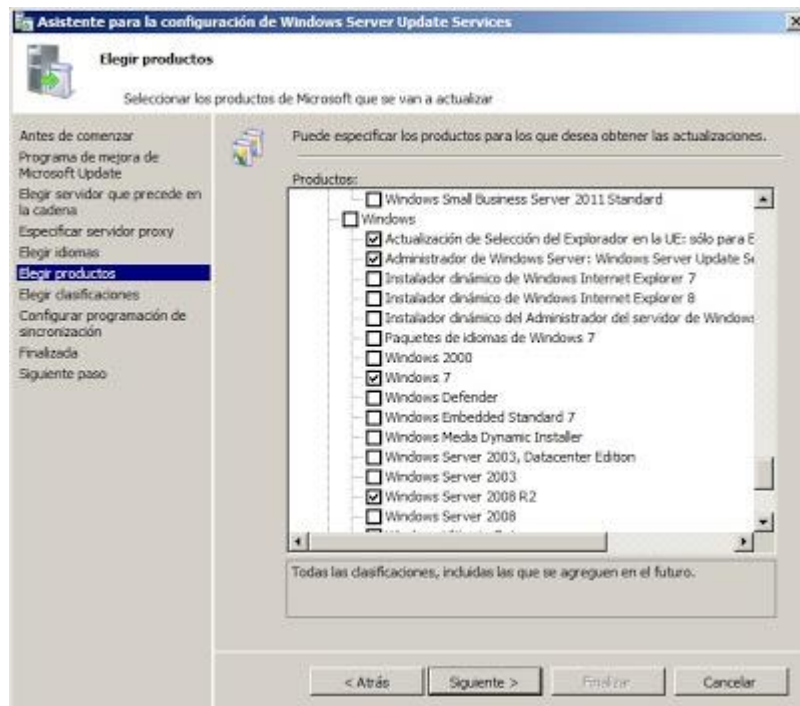 Asistente para la configuración de Windows Server Update Services
Elegir productos
Seleccionar los productos de Microsoft que se van a actualizar
Antes de comenzar
Programa de mejora de
Microsoft Update
Elegir servidor que precede en
la cadena
Especificar servidor proxy
Elegir idiomas
Elegir productos
Elegir clasificaciones
Configurar programación de
sincronización
Finalizada
Siguiente paso
Puede especificar los productos para los que desea obtener las actualizaciones.
Productos:
Windows Small Business Server 2011 Standard
Windows
Actualización de Selección del Explorador en la UE: sólo para E
Administrador de Windows Server: Windows Server Update Se
Instalador dinámico de Windows Internet Explorer 7
Instalador dinámico de Windows Internet Explorer 8
Instalador dinámico del Administrador del servidor de Windows
Paquetes de idiomas de Windows 7
Windows 2000
Windows 7
Windows Defender
Windows Embedded Standard 7
Windows Media Dynamic Installer
Windows Server 2003, Datacenter Edition
Windows Server 2003
Windows Server 2008 R2
Windows Server 2008
Todas las clasificaciones, incluidas las que se agreguen en el futuro.
< Atrás
Siguiente >
Finalizar
Cancelar